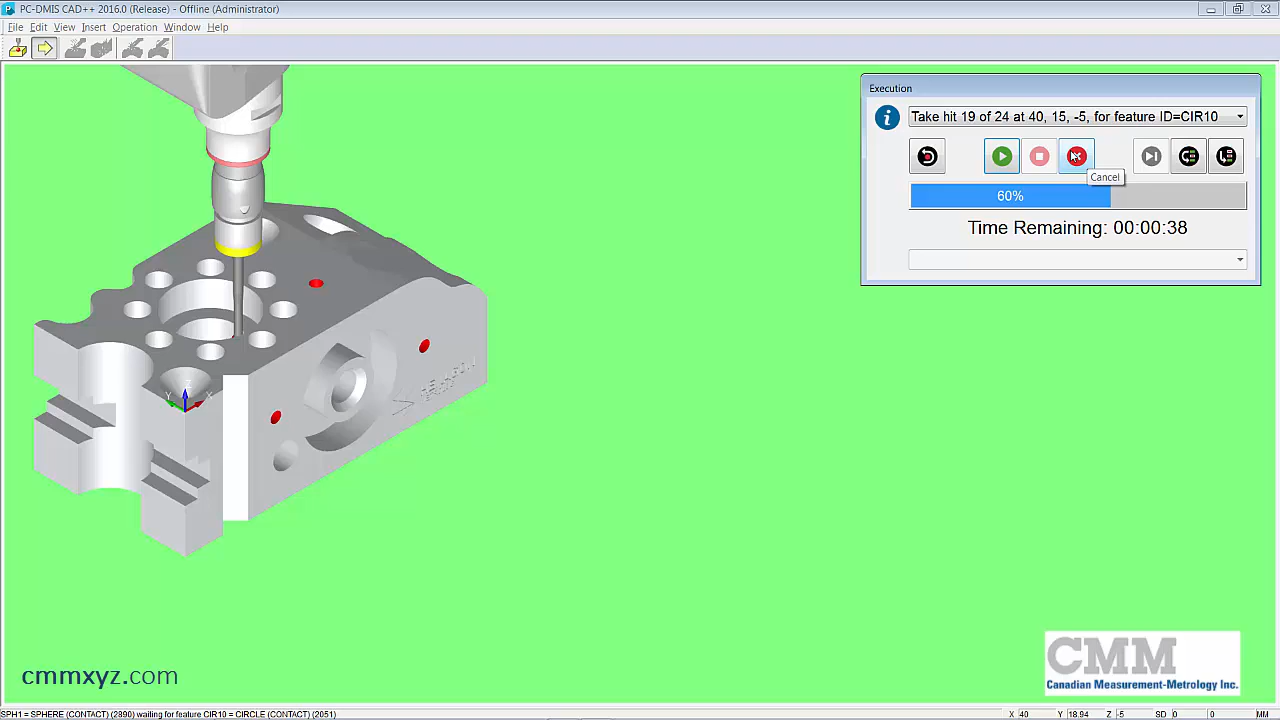 PC-DMIS CAD++ 2016.0 (Release) - Offline (Administrator)
File Edit View Insert Operation Window Help
Execution
Take hit 19 of 24 at 40, 15, -5, for feature ID=CIR10
Cancel
60%
Time Remaining: 00:00:38
Z
Y X
cmmxyz.com
CMM
Canadian Measurement-Metrology Inc.
SPH1 = SPHERE (CONTACT) (2890) waiting for feature CIR10 = CIRCLE (CONTACT) (2051)
X 40 Y 18.94 Z -5 SD 0 0 MM